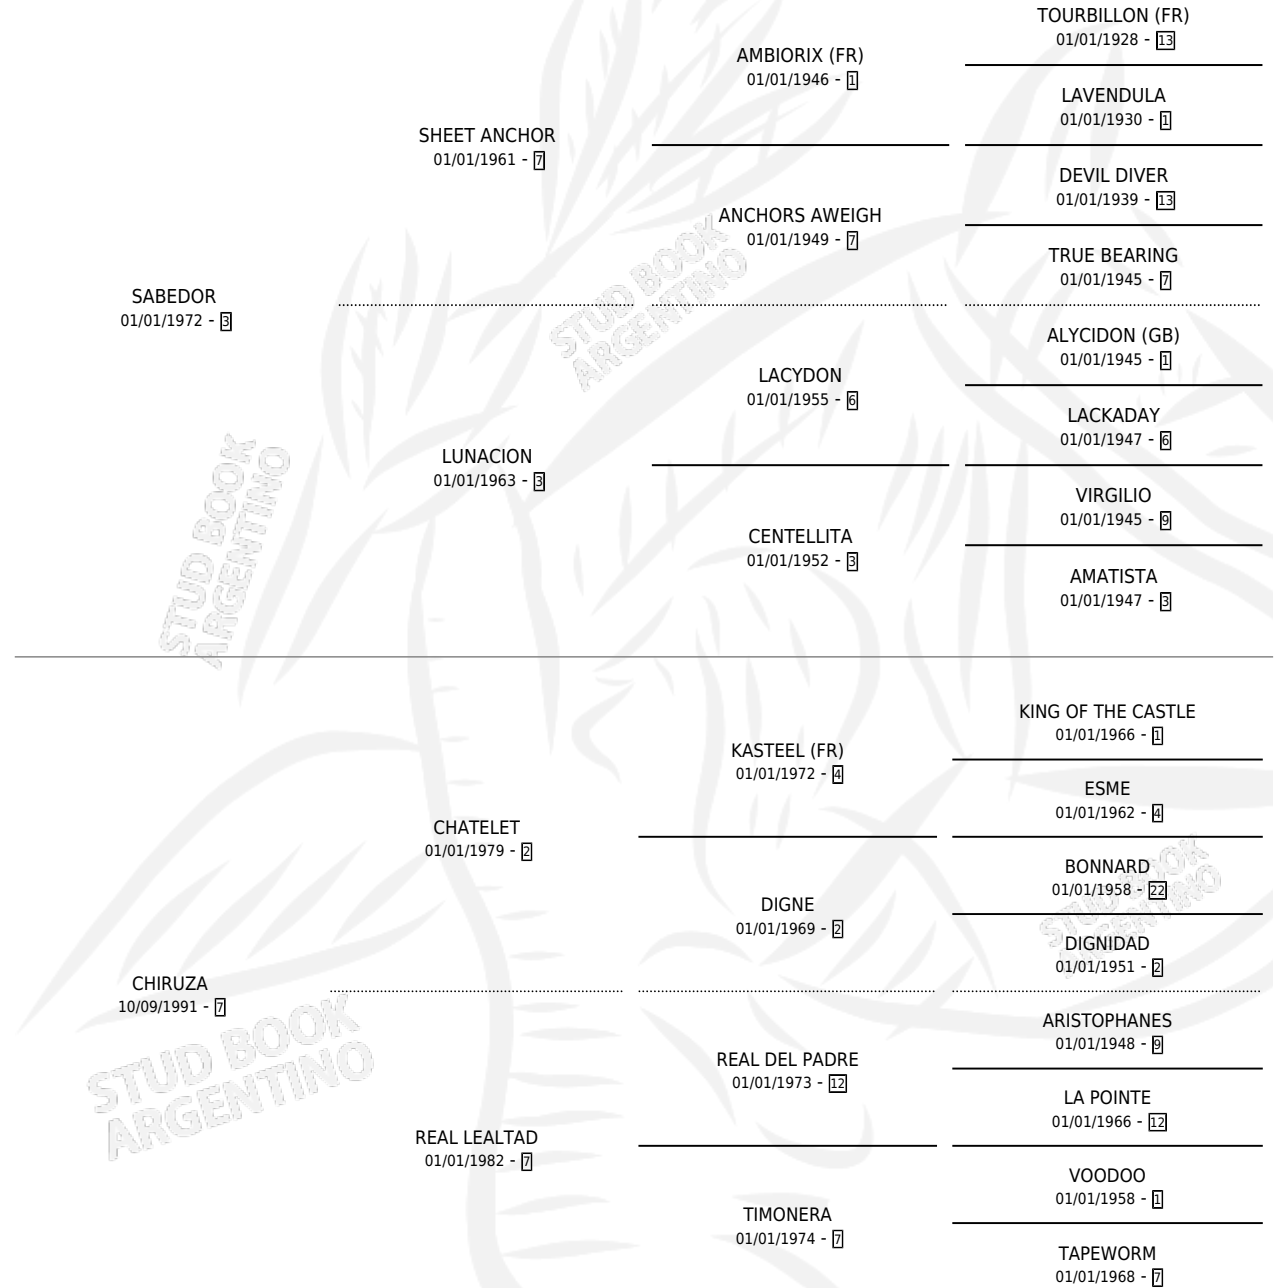 TOURBILLON (FR)
01/01/1928 - 13
AMBIORIX (FR)
01/01/1946 - 1
LAVENDULA
01/01/1930 - 1
SHEET ANCHOR
01/01/1961 - 7
DEVIL DIVER
01/01/1939 - 13
ANCHORS AWEIGH
01/01/1949 - 7
TRUE BEARING
01/01/1945 - 7
SABEDOR
01/01/1972 - 3
STUD BOOK
ARGENTINO
ALYCIDON (GB)
01/01/1945 - 1
LACYDON
01/01/1955 - 6
LACKADAY
01/01/1947 - 6
LUNACION
01/01/1963 - 3
VIRGILIO
01/01/1945 - 9
CENTELLITA
01/01/1952 - 3
AMATISTA
01/01/1947 - 3
STUD BOOK
ARGENTINO
KING OF THE CASTLE
01/01/1966 - 1
KASTEEL (FR)
01/01/1972 - 4
ESME
01/01/1962 - 4
CHATELET
01/01/1979 - 2
BONNARD
01/01/1958 - 22
DIGNE
01/01/1969 - 2
DIGNIDAD
01/01/1951 - 2
STUD BOOK
ARGENTINO
CHIRUZA
10/09/1991 - 7
ARISTOPHANES
01/01/1948 - 9
REAL DEL PADRE
01/01/1973 - 12
LA POINTE
01/01/1966 - 12
STUD BOOK
ARGENTINO
REAL LEALTAD
01/01/1982 - 7
VOODOO
01/01/1958 - 1
TIMONERA
01/01/1974 - 7
TAPEWORM
01/01/1968 - 7